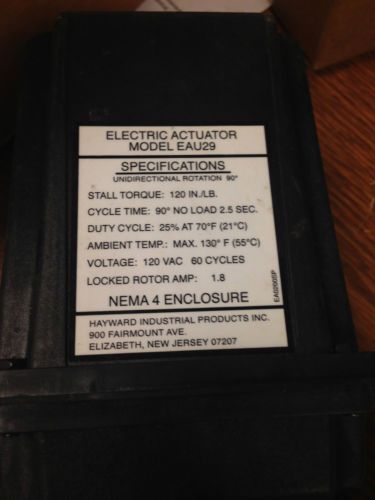 ELECTRIC ACTUATOR
MODEL EAU29
SPECIFICATIONS
UNIDIRECTIONAL ROTATION 90°
STALL TORQUE: 120 IN./LB.
CYCLE TIME: 90° NO LOAD 2.5 SEC.
DUTY CYCLE: 25% AT 70°F (21°C)
AMBIENT TEMP.: MAX. 130° F (55°C)
VOLTAGE: 120 VAC 60 CYCLES
LOCKED ROTOR AMP: 1.8
NEMA 4 ENCLOSURE
HAYWARD INDUSTRIAL PRODUCTS INC.
900 FAIRMOUNT AVE.
ELIZABETH, NEW JERSEY 07207